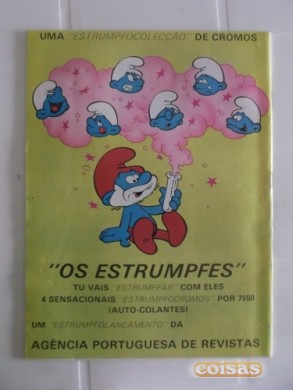 UMA ESTRUMPFOCOLECÇÃO DE CROMOS
"OS ESTRUMPFES"
TU VAIS "ESTRUMPFAR" COM ELES
4 SENSACIONAIS "ESTRUMPFOCROMOS" POR 7$50
(AUTO-COLANTES)
UM "ESTRUMPFOLANÇAMENTO" DA
AGÊNCIA PORTUGUESA DE REVISTAS
coisas